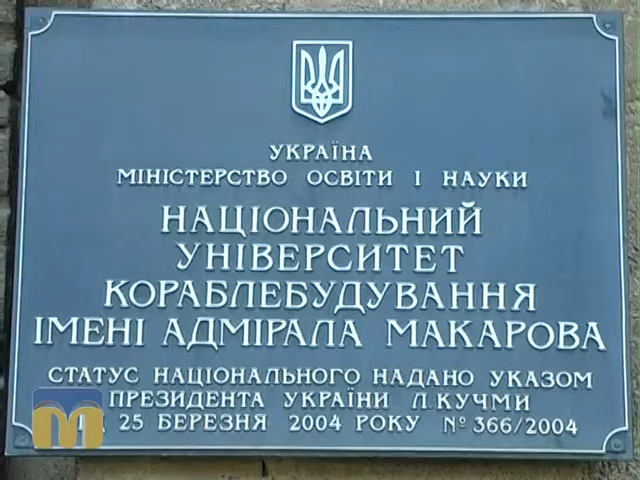 УКРАЇНА
МІНІСТЕРСТВО ОСВІТИ І НАУКИ
НАЦІОНАЛЬНИЙ
УНІВЕРСИТЕТ
КОРАБЛЕБУДУВАННЯ
ІМЕНІ АДМІРАЛА МАКАРОВА
СТАТУС НАЦІОНАЛЬНОГО НАДАНО УКАЗОМ
ПРЕЗИДЕНТА УКРАЇНИ Л.КУЧМИ
25 БЕРЕЗНЯ 2004 РОКУ № 366/2004